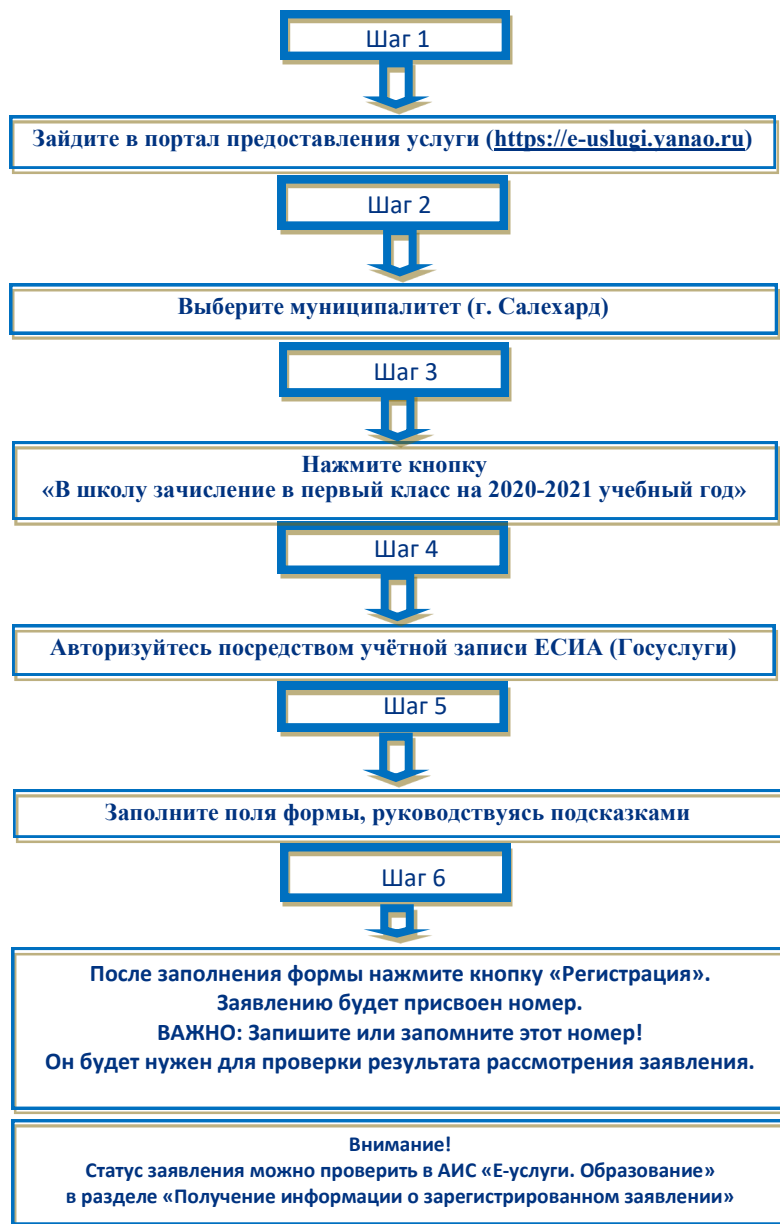 Шаг 1
Зайдите в портал предоставления услуги (https://e-uslugi.yanao.ru)
Шаг 2
Выберите муниципалитет (г. Салехард)
Шаг 3
Нажмите кнопку
«В школу зачисление в первый класс на 2020-2021 учебный год»
Шаг 4
Авторизуйтесь посредством учётной записи ЕСИА (Госуслуги)
Шаг 5
Заполните поля формы, руководствуясь подсказками
Шаг 6
После заполнения формы нажмите кнопку «Регистрация».
Заявлению будет присвоен номер.
ВАЖНО: Запишите или запомните этот номер!
Он будет нужен для проверки результата рассмотрения заявления.
Внимание!
Статус заявления можно проверить в АИС «Е-услуги. Образование»
в разделе «Получение информации о зарегистрированном заявлении»